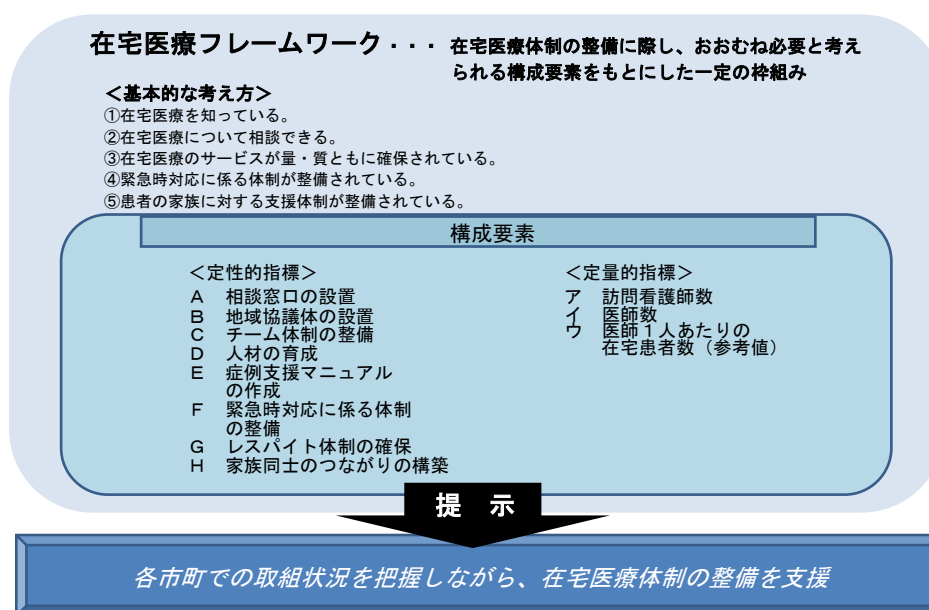 在宅医療フレームワーク・・・ 在宅医療体制の整備に際し、おおむね必要と考え
られる構成要素をもとにした一定の枠組み
＜基本的な考え方＞
①在宅医療を知っている。
②在宅医療について相談できる。
③在宅医療のサービスが量・質ともに確保されている。
④緊急時対応に係る体制が整備されている。
⑤患者の家族に対する支援体制が整備されている。
構成要素
＜定性的指標＞
Ａ　相談窓口の設置
Ｂ　地域協議体の設置
Ｃ　チーム体制の整備
Ｄ　人材の育成
Ｅ　症例支援マニュアル
の作成
Ｆ　緊急時対応に係る体制
の整備
Ｇ　レスパイト体制の確保
Ｈ　家族同士のつながりの構築
＜定量的指標＞
ア　訪問看護師数
イ　医師数
ウ　医師１人あたりの
在宅患者数（参考値）
提　示
各市町での取組状況を把握しながら、在宅医療体制の整備を支援